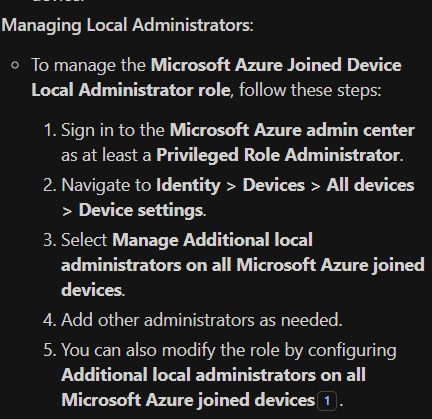 Managing Local Administrators:
To manage the Microsoft Azure Joined Device
Local Administrator role, follow these steps:
1. Sign in to the Microsoft Azure admin center
as at least a Privileged Role Administrator.
2. Navigate to Identity > Devices > All devices
> Device settings.
3. Select Manage Additional local
administrators on all Microsoft Azure joined
devices.
4. Add other administrators as needed.
5. You can also modify the role by configuring
Additional local administrators on all
Microsoft Azure joined devices 1 .